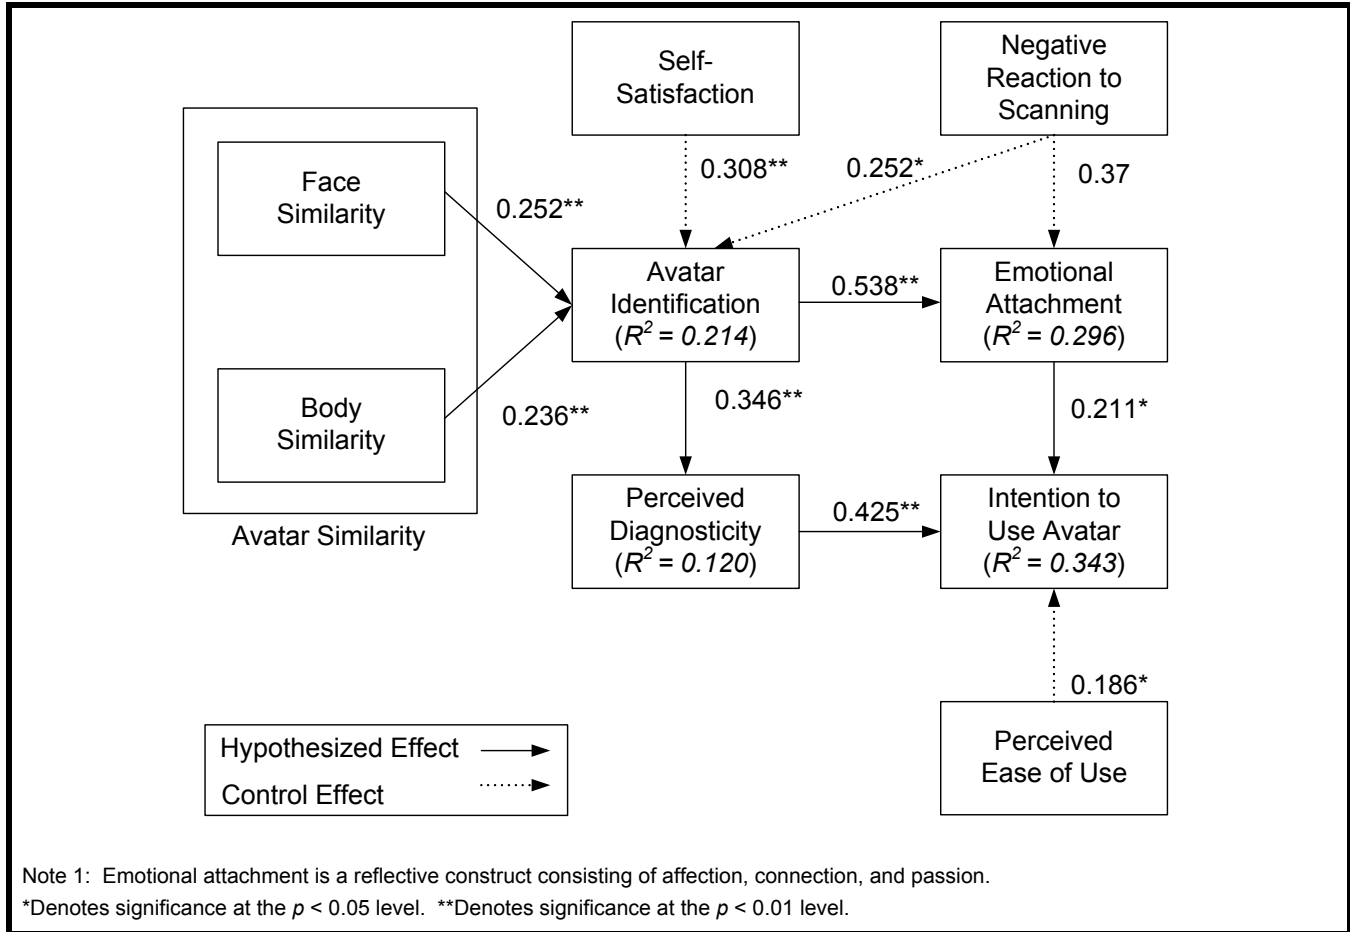 Self-
Satisfaction
Negative
Reaction to
Scanning
Face
Similarity
0.252**
0.308**
0.252*
0.37
Avatar
Identification
(R² = 0.214)
0.538**
Emotional
Attachment
(R² = 0.296)
Body
Similarity
0.236**
0.346**
0.211*
Avatar Similarity
Perceived
Diagnosticity
(R² = 0.120)
0.425**
Intention to
Use Avatar
(R² = 0.343)
0.186*
Perceived
Ease of Use
Hypothesized Effect
Control Effect
Note 1: Emotional attachment is a reflective construct consisting of affection, connection, and passion.
*Denotes significance at the p < 0.05 level. **Denotes significance at the p < 0.01 level.